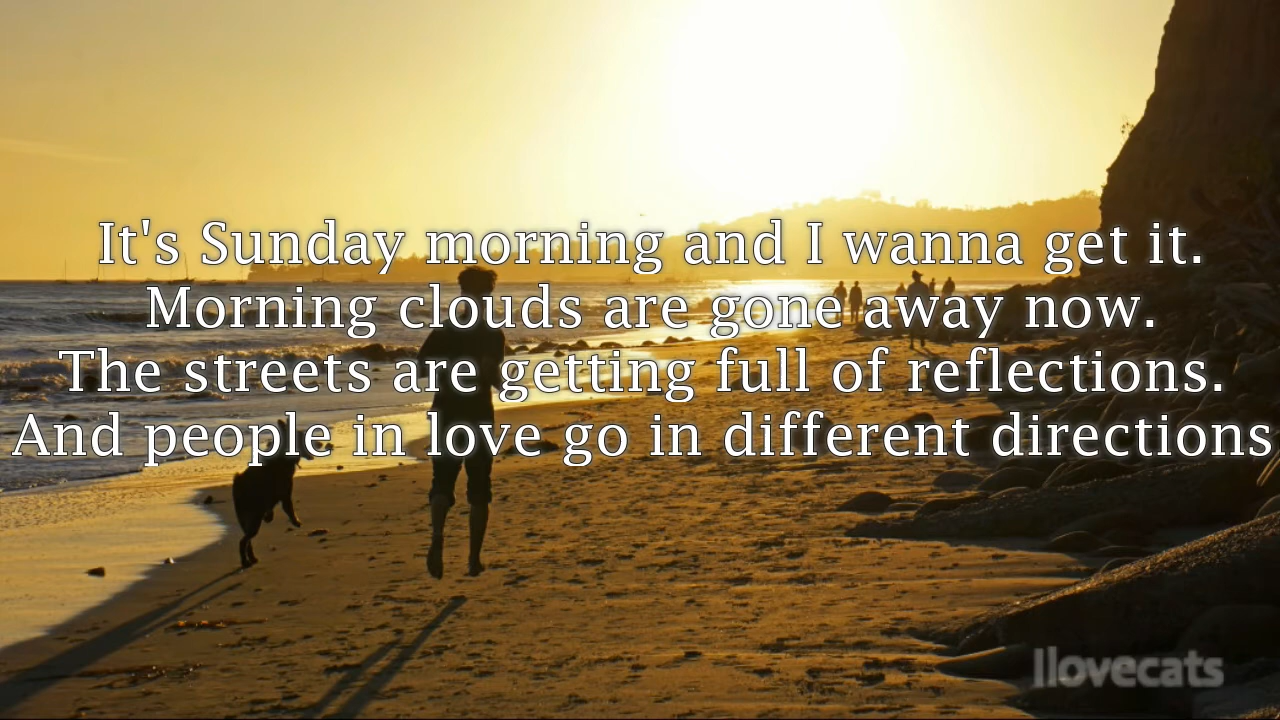 It's Sunday morning and I wanna get it.
Morning clouds are gone away now.
The streets are getting full of reflections.
And people in love go in different directions
Ilovecats